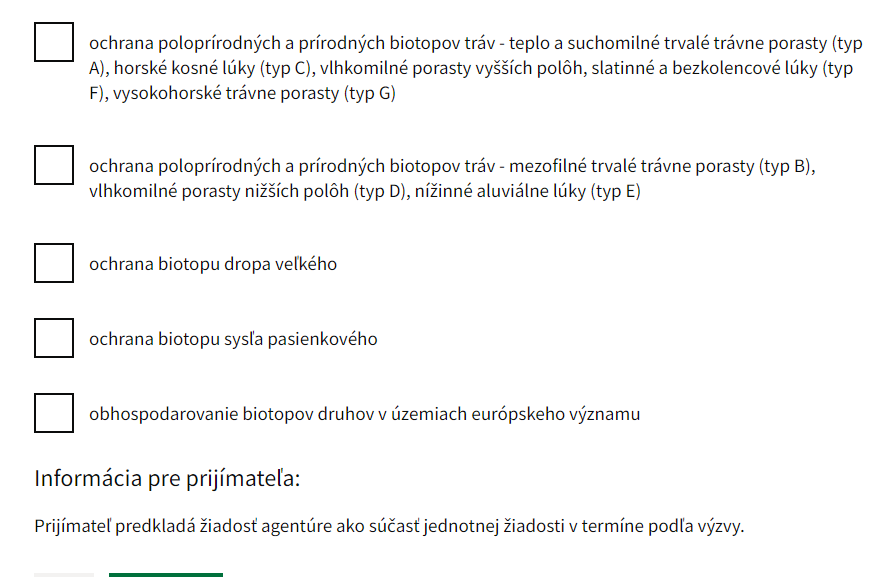 ochrana poloprírodných a prírodných biotopov tráv - teplo a suchomilné trvalé trávne porasty (typ
A), horské kosné lúky (typ C), vlhkomilné porasty vyšších polôh, slatinné a bezkolencové lúky (typ
F), vysokohorské trávne porasty (typ G)
ochrana poloprírodných a prírodných biotopov tráv - mezofilné trvalé trávne porasty (typ B),
vlhkomilné porasty nižších polôh (typ D), nížinné aluviálne lúky (typ E)
ochrana biotopu dropa veľkého
ochrana biotopu sysľa pasienkového
obhospodarovanie biotopov druhov v územiach európskeho významu
Informácia pre prijímateľa:
Prijímateľ predkladá žiadosť agentúre ako súčasť jednotnej žiadosti v termíne podľa výzvy.